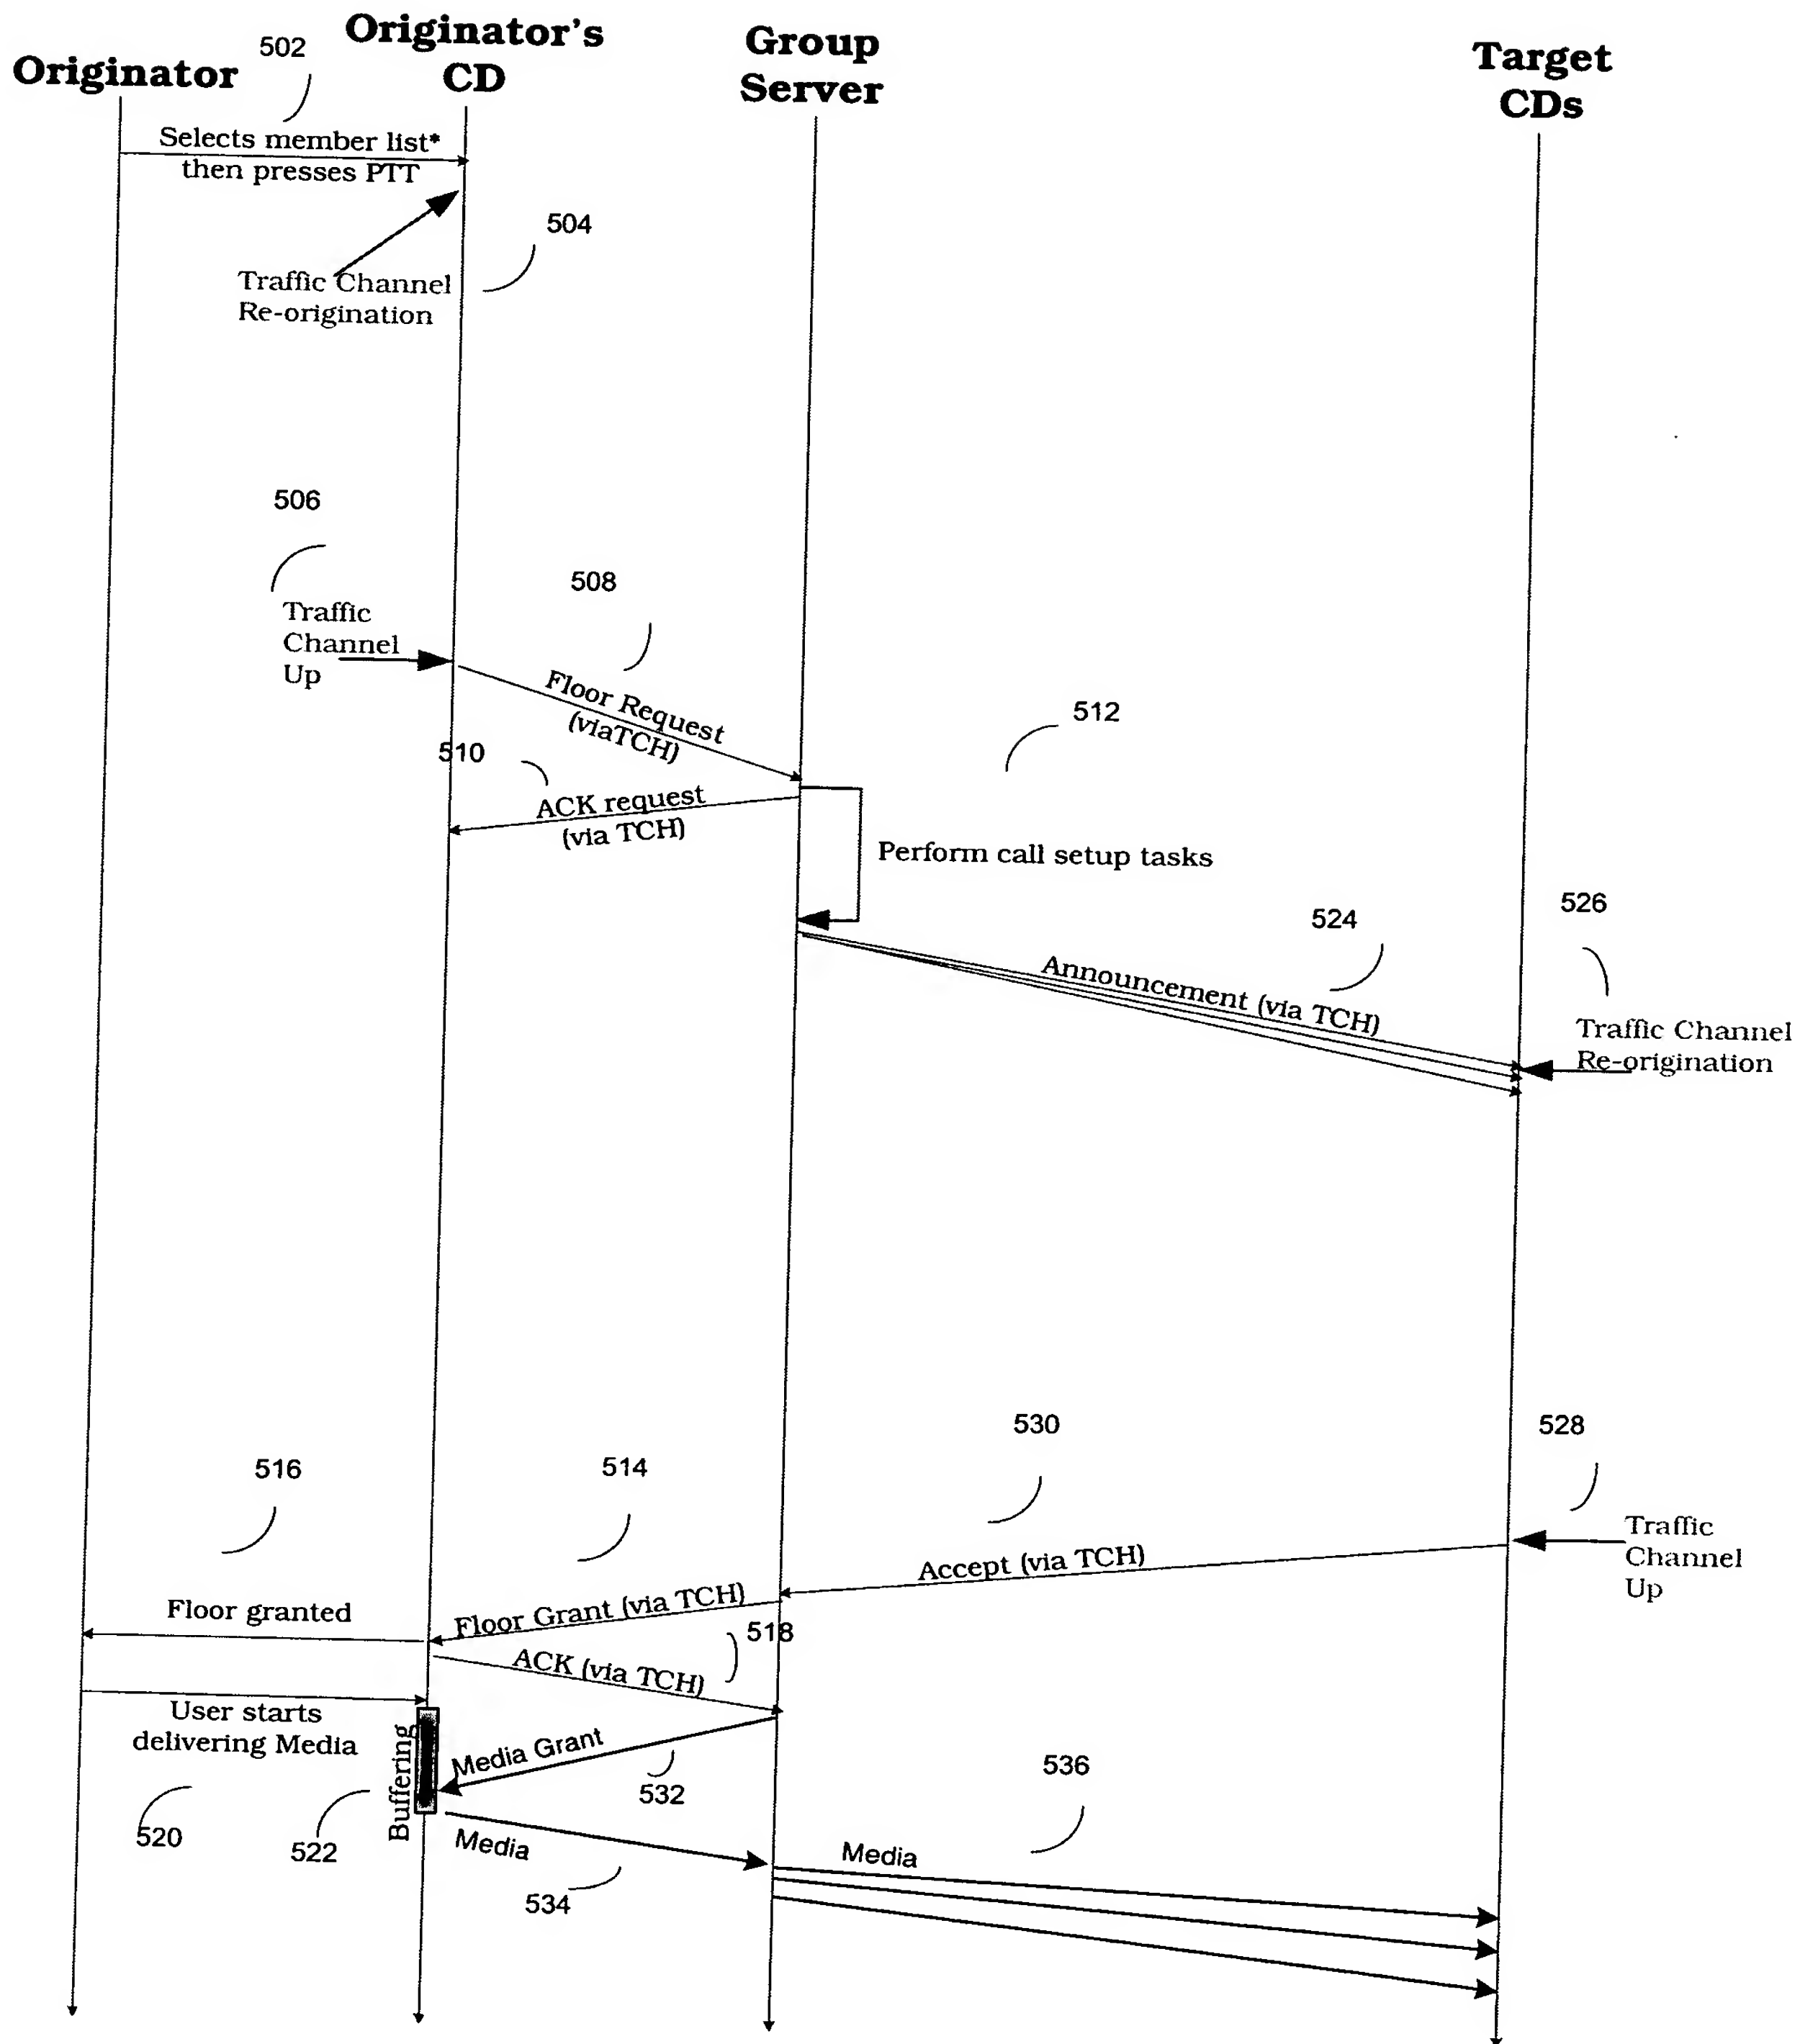 Originator
502
Originator's
CD
Group
Server
Target
CDs
Selects member list*
then presses PTT
504
Traffic Channel
Re-origination
506
Traffic
Channel
Up
508
Floor Request
(viaTCH)
510
ACK request
(via TCH)
512
Perform call setup tasks
524
Announcement (via TCH)
526
Traffic Channel
Re-origination
528
Traffic
Channel
Up
530
Accept (via TCH)
514
Floor Grant (via TCH)
516
Floor granted
518
ACK (via TCH)
User starts
delivering Media
520
522
Buffering
Media Grant
532
Media
534
536
Media